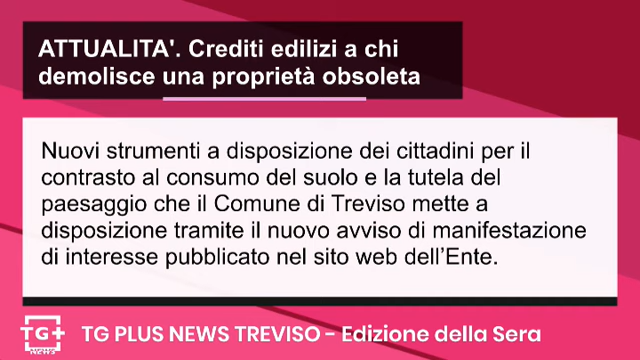 ATTUALITA'. Crediti edilizi a chi
demolisce una proprietà obsoleta
Nuovi strumenti a disposizione dei cittadini per il
contrasto al consumo del suolo e la tutela del
paesaggio che il Comune di Treviso mette a
disposizione tramite il nuovo avviso di manifestazione
di interesse pubblicato nel sito web dell'Ente.
TG+
NEWS
TG PLUS NEWS TREVISO - Edizione della Sera